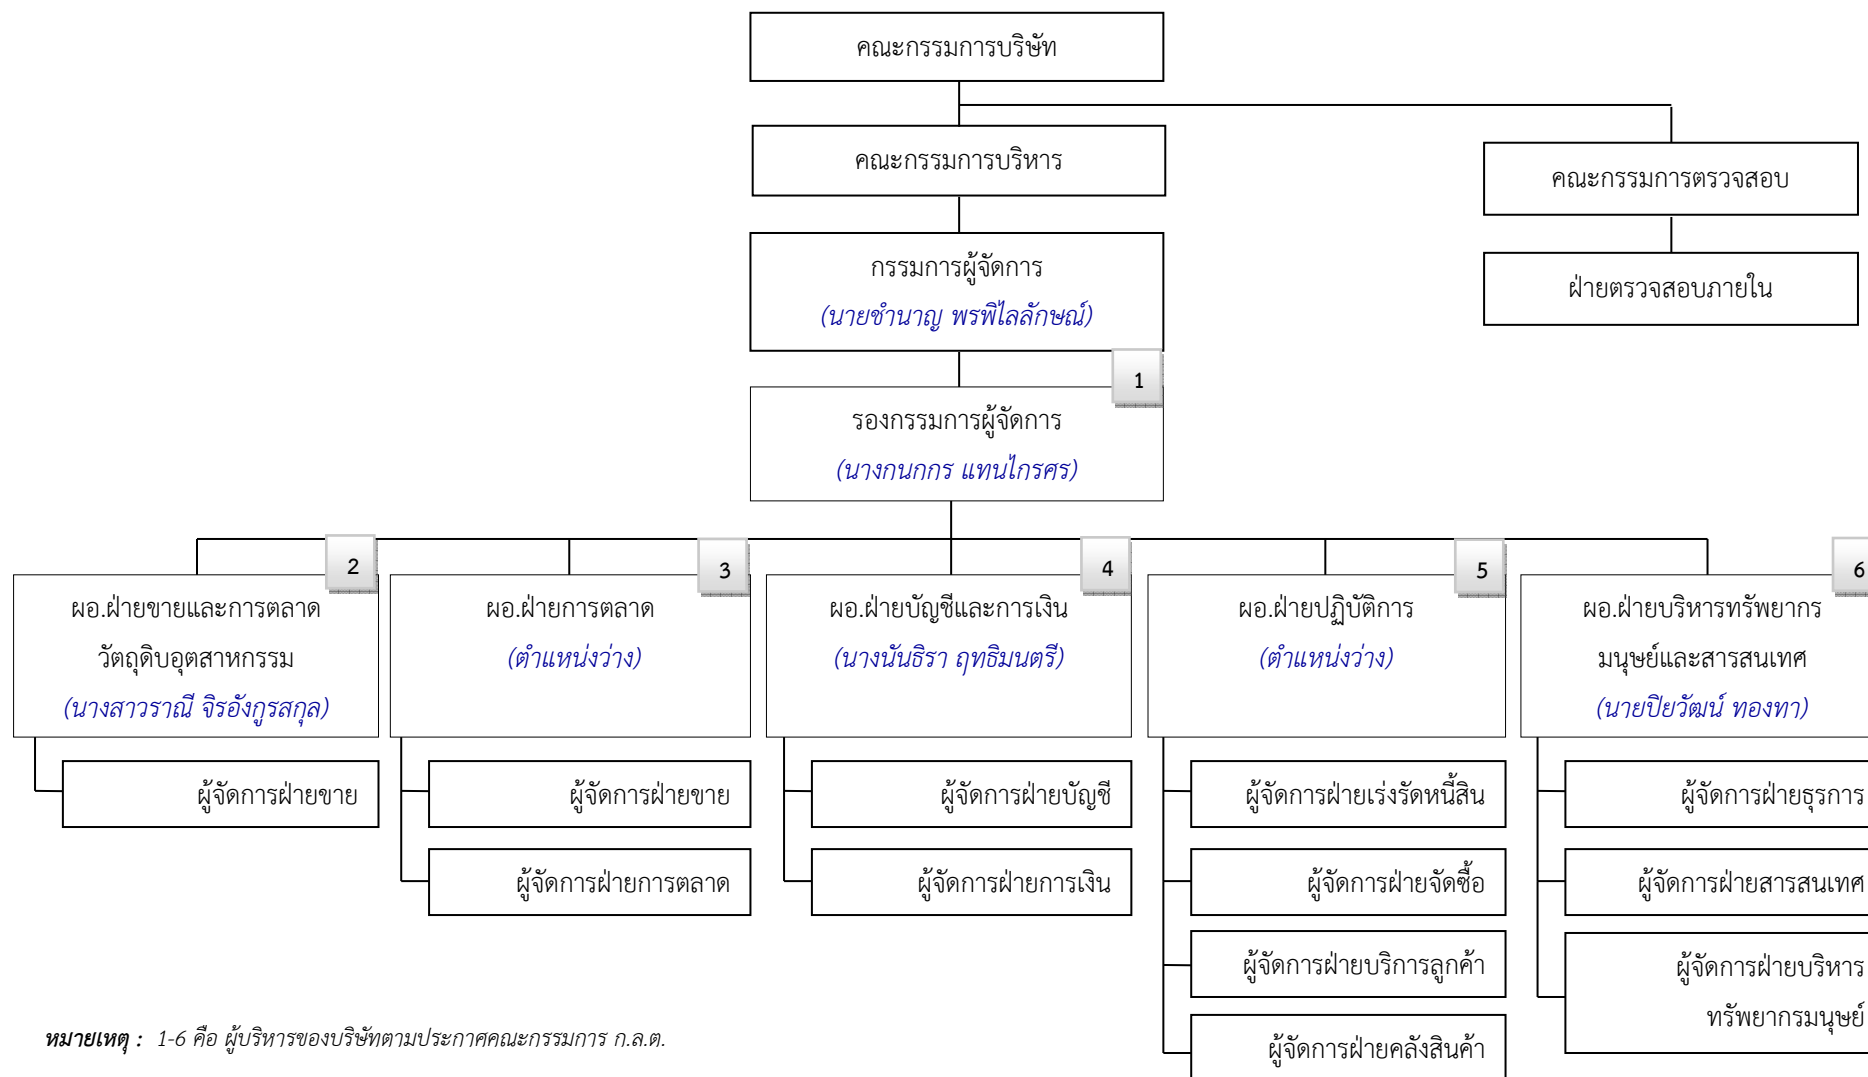 คณะกรรมการบริษัท
คณะกรรมการบริหาร
คณะกรรมการตรวจสอบ
กรรมการผู้จัดการ
(นายชำนาญ พรพิไลลักษณ์)
ฝ่ายตรวจสอบภายใน
1
รองกรรมการผู้จัดการ
(นางกนกกร แทนไกรศร)
2
ผอ.ฝ่ายขายและการตลาด
วัตถุดิบอุตสาหกรรม
(นางสาวราณี จิรอังกูรสกุล)
3
ผอ.ฝ่ายการตลาด
(ตำแหน่งว่าง)
4
ผอ.ฝ่ายบัญชีและการเงิน
(นางนันธิรา ฤทธิมนตรี)
5
ผอ.ฝ่ายปฏิบัติการ
(ตำแหน่งว่าง)
6
ผอ.ฝ่ายบริหารทรัพยากร
มนุษย์และสารสนเทศ
(นายปิยวัฒน์ ทองทา)
ผู้จัดการฝ่ายขาย
ผู้จัดการฝ่ายขาย
ผู้จัดการฝ่ายการตลาด
ผู้จัดการฝ่ายบัญชี
ผู้จัดการฝ่ายการเงิน
ผู้จัดการฝ่ายเร่งรัดหนี้สิน
ผู้จัดการฝ่ายจัดซื้อ
ผู้จัดการฝ่ายบริการลูกค้า
ผู้จัดการฝ่ายคลังสินค้า
ผู้จัดการฝ่ายธุรการ
ผู้จัดการฝ่ายสารสนเทศ
ผู้จัดการฝ่ายบริหาร
ทรัพยากรมนุษย์
หมายเหตุ : 1-6 คือ ผู้บริหารของบริษัทตามประกาศคณะกรรมการ ก.ล.ต.